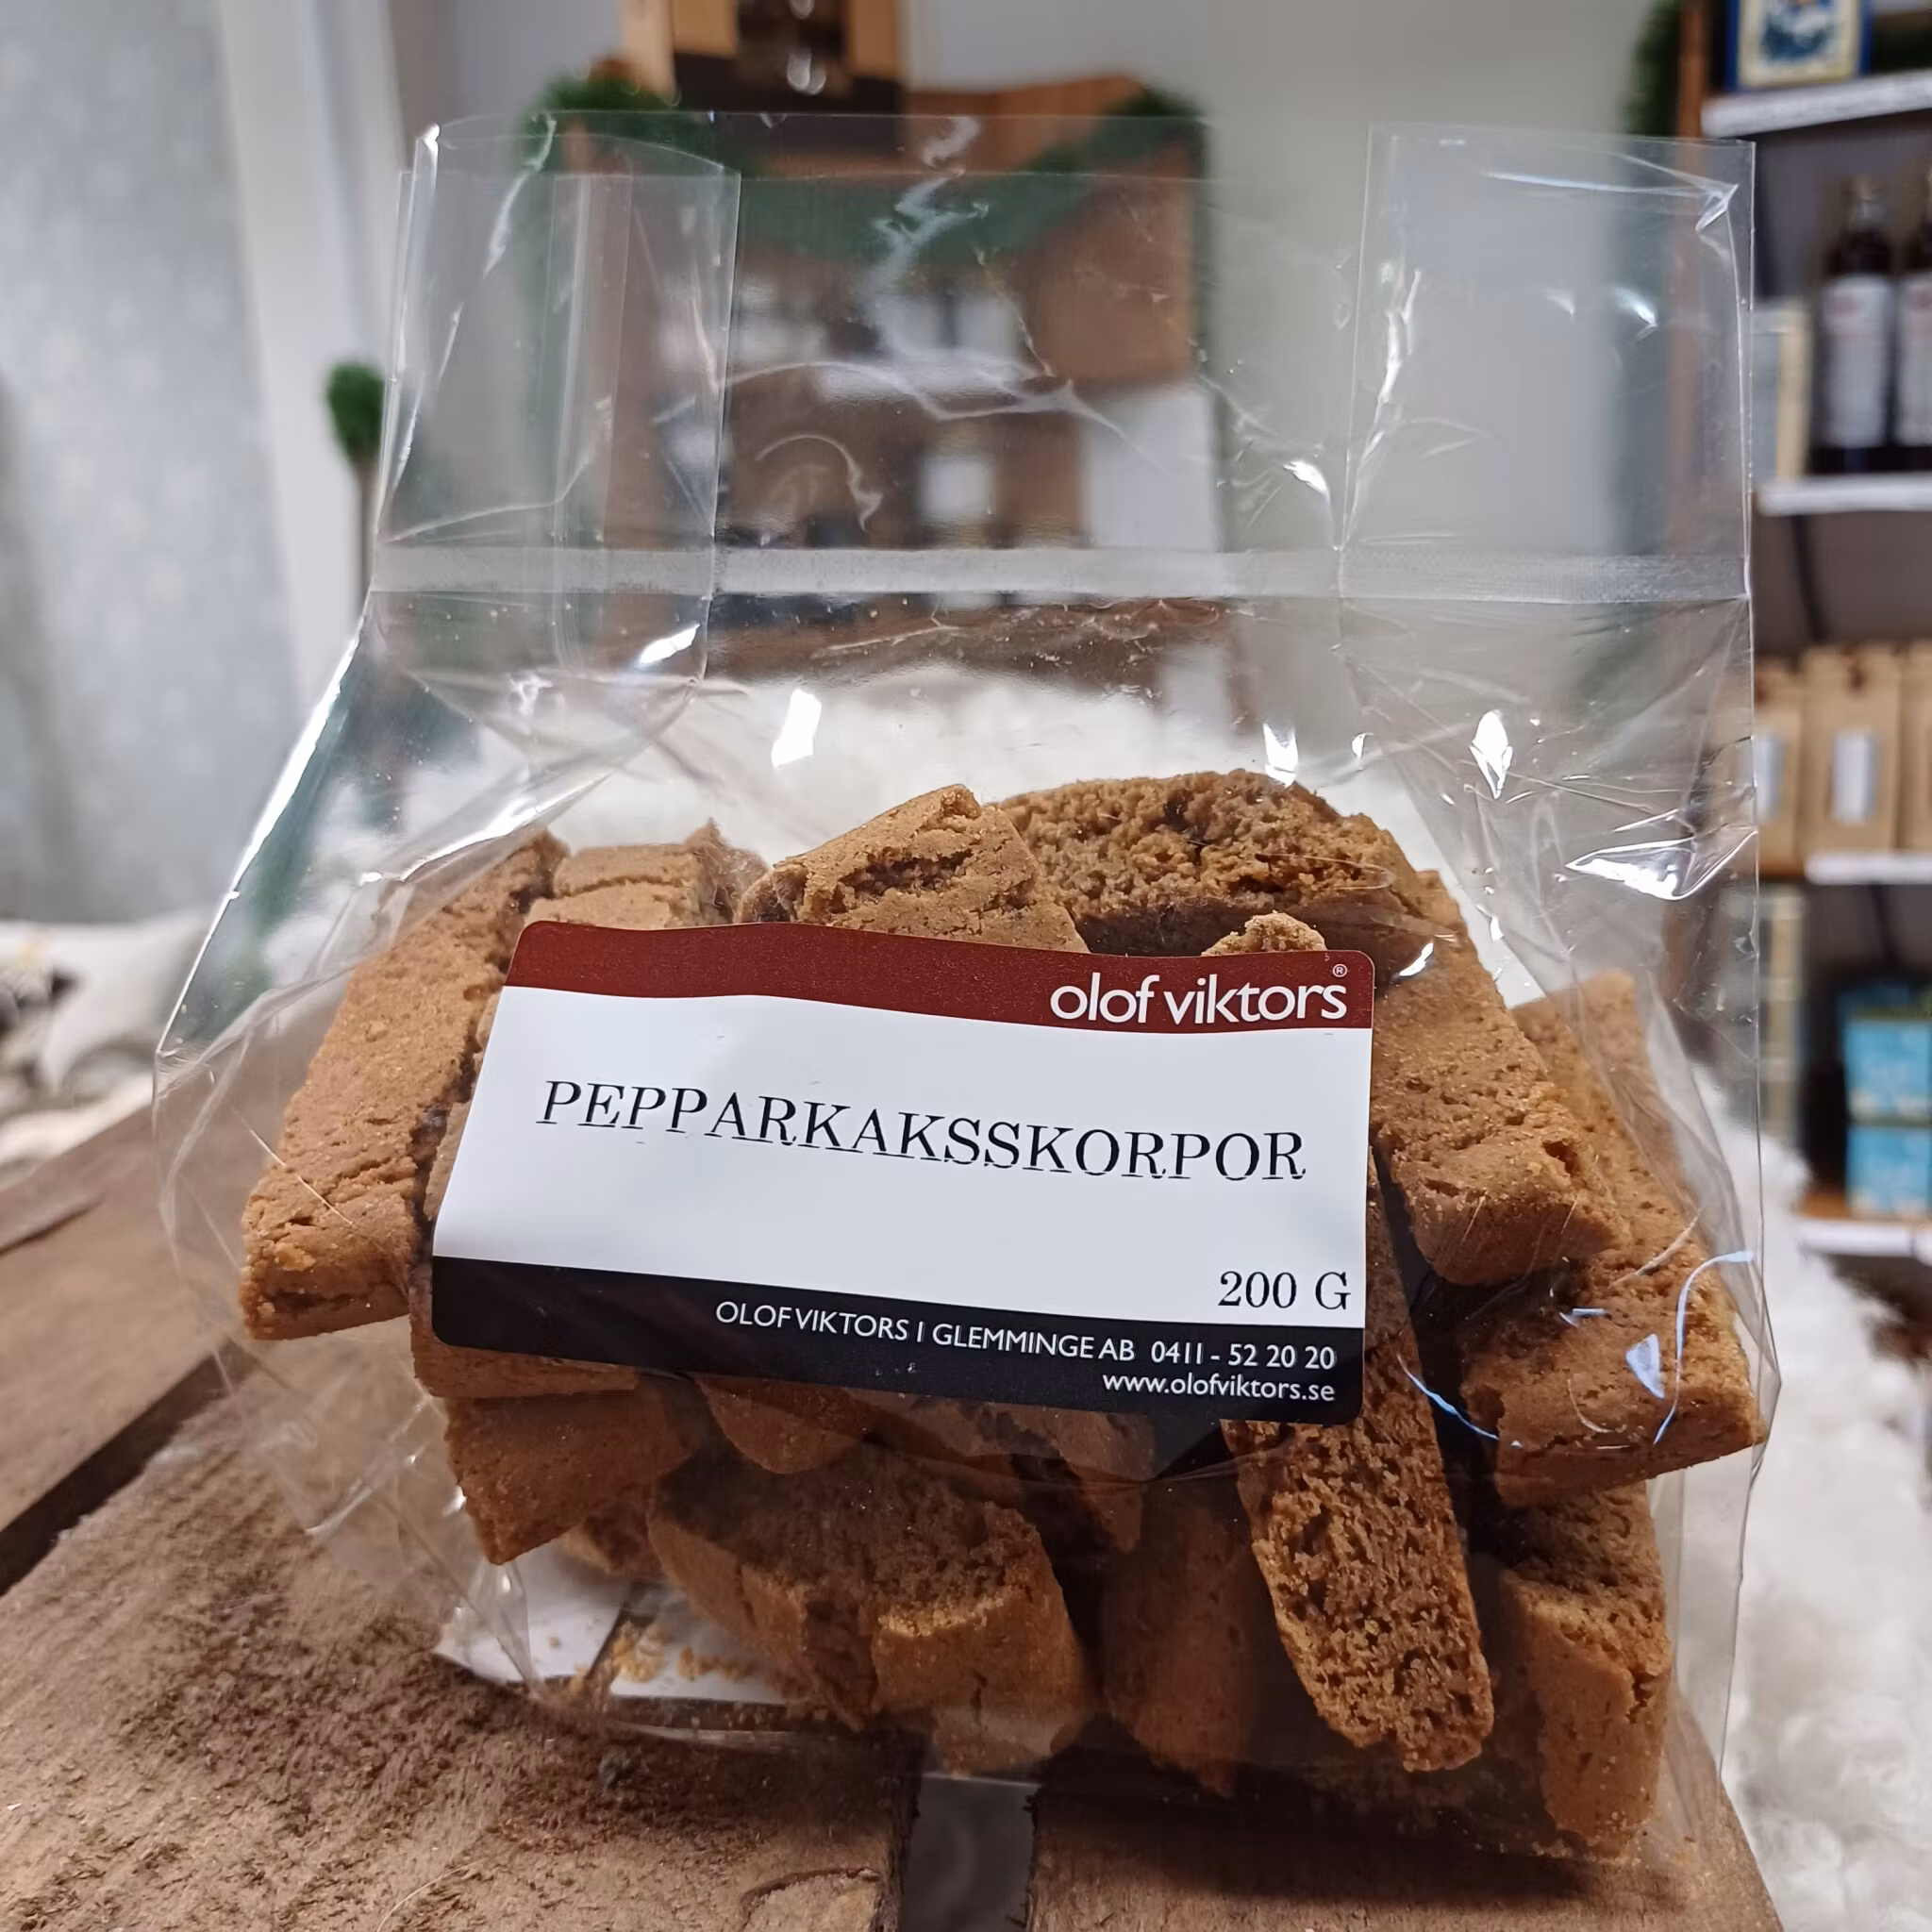 olof viktors®
PEPPARKAKSSKORPOR
200 G
OLOF VIKTORS I GLEMMINGE AB 0411 - 52 20 20
www.olofviktors.se